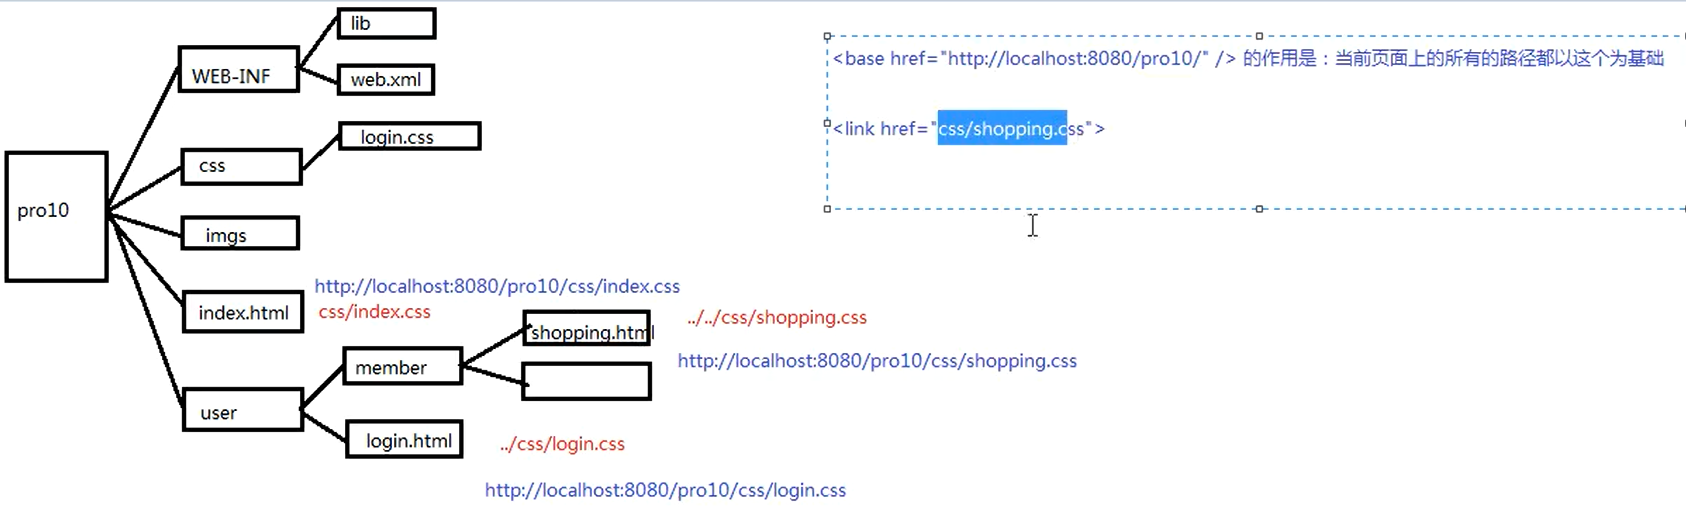 lib
WEB-INF
web.xml
login.css
css
pro10
imgs
index.html
http://localhost:8080/pro10/css/index.css
css/index.css
shopping.html
../../css/shopping.css
http://localhost:8080/pro10/css/shopping.css
member
user
login.html
../css/login.css
http://localhost:8080/pro10/css/login.css
<base href="http://localhost:8080/pro10/" /> 的作用是：当前页面上的所有的路径都以这个为基础
<link href="css/shopping.css">